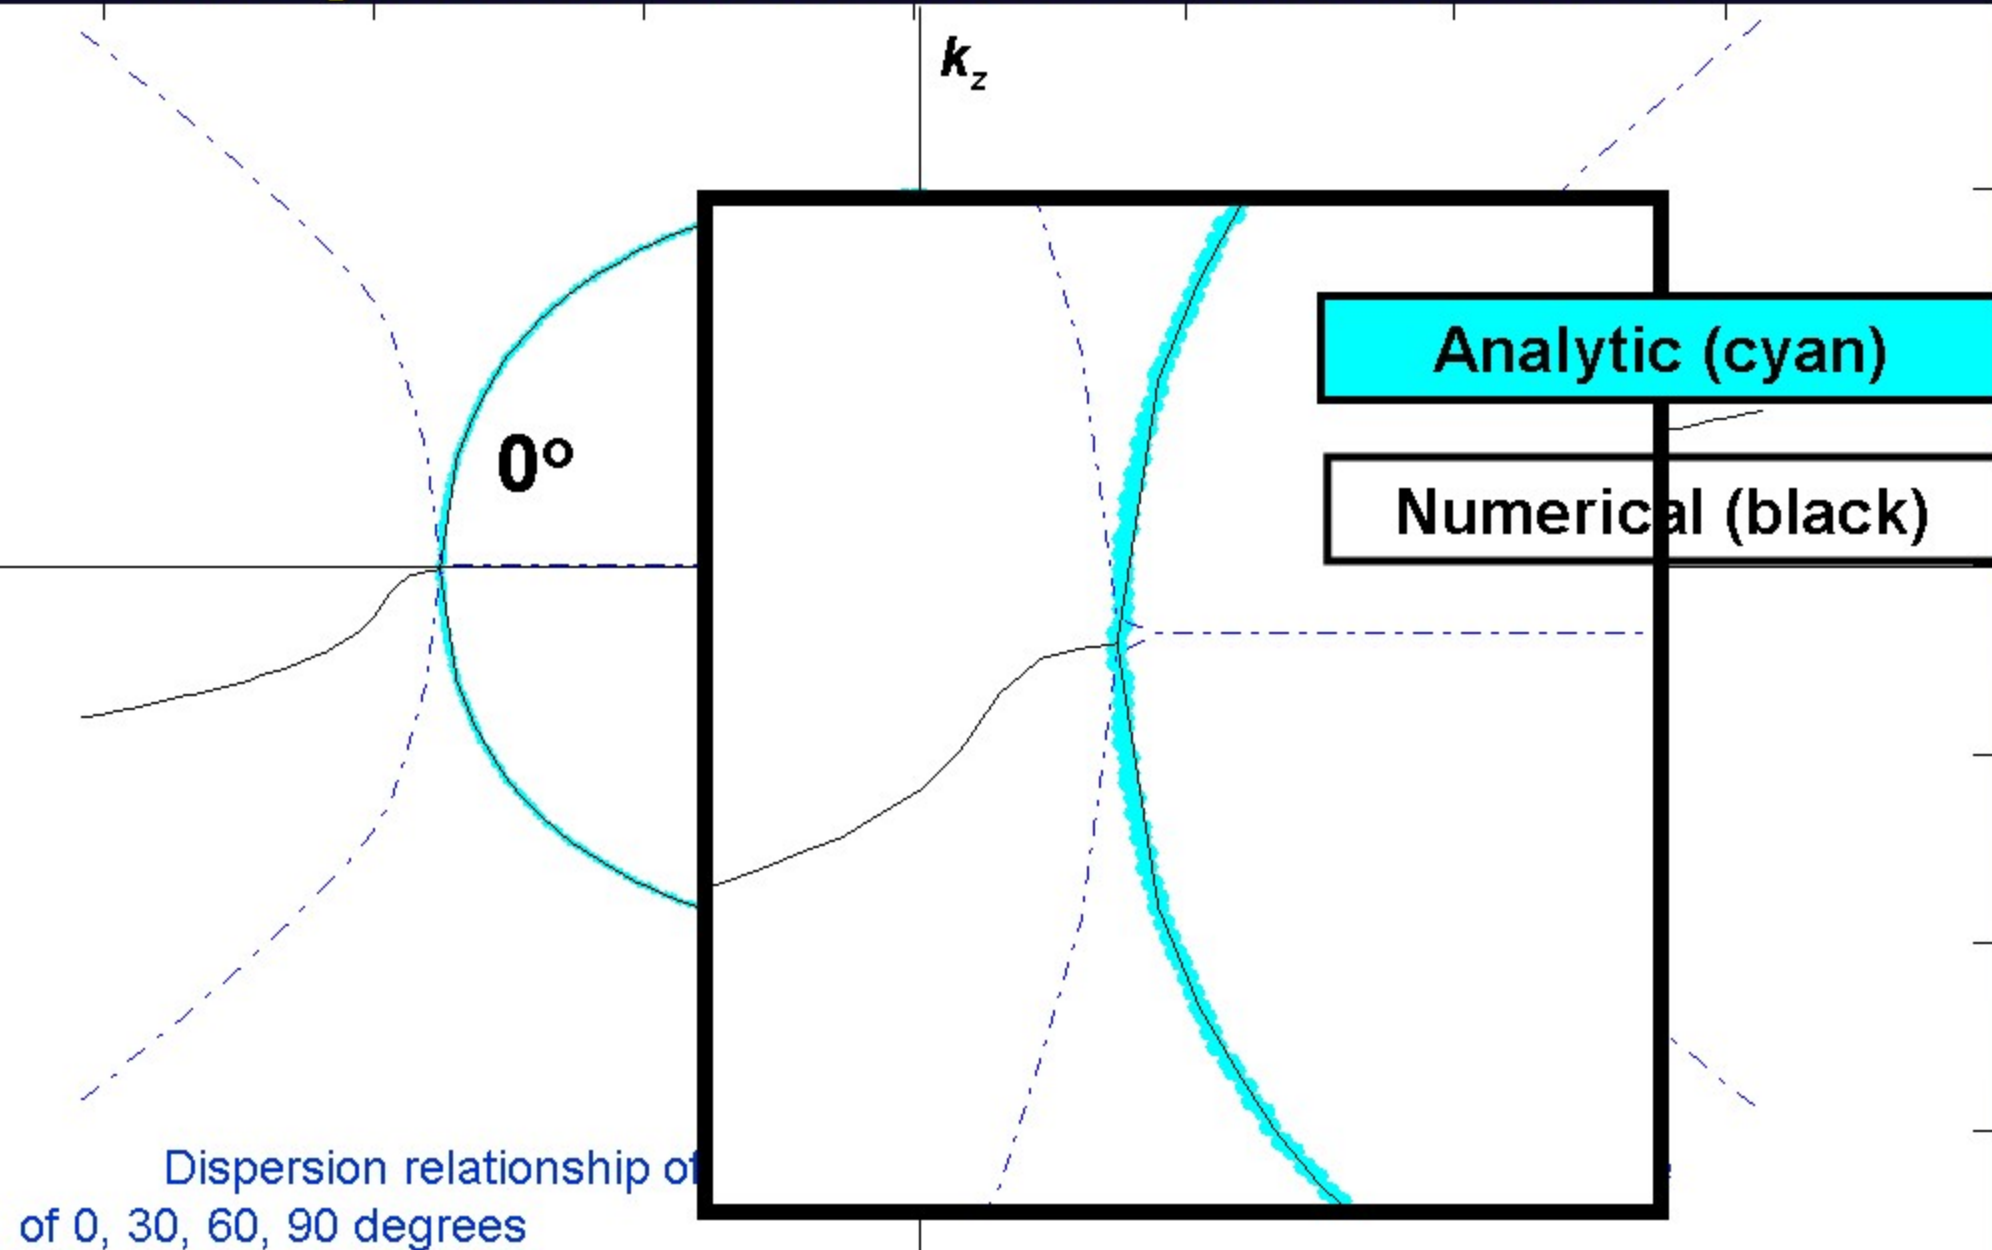 k_z
0°
Analytic (cyan)
Numerical (black)
Dispersion relationship of
of 0, 30, 60, 90 degrees